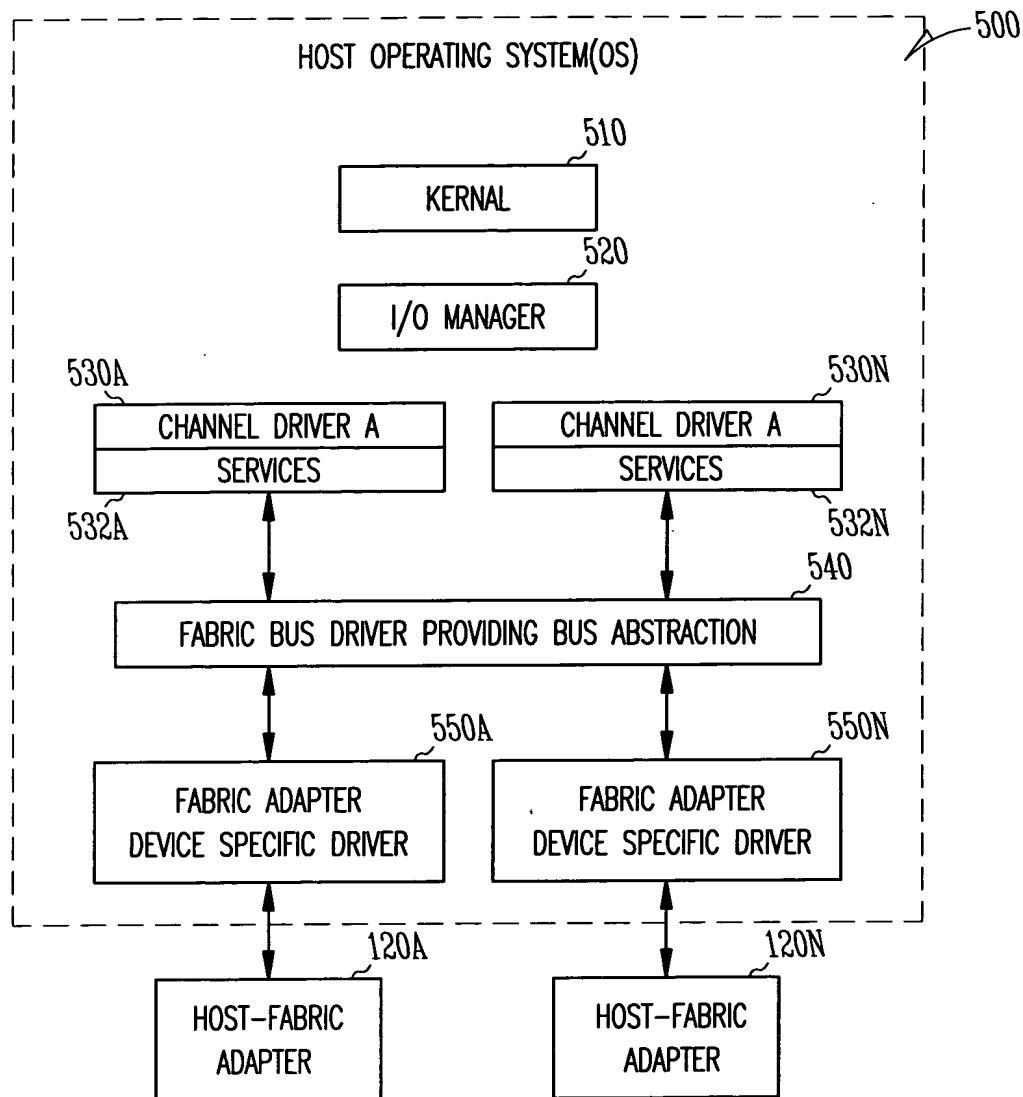 500
HOST OPERATING SYSTEM(OS)
510
KERNAL
520
I/O MANAGER
530A
CHANNEL DRIVER A
SERVICES
532A
530N
CHANNEL DRIVER A
SERVICES
532N
540
FABRIC BUS DRIVER PROVIDING BUS ABSTRACTION
550A
FABRIC ADAPTER
DEVICE SPECIFIC DRIVER
550N
FABRIC ADAPTER
DEVICE SPECIFIC DRIVER
120A
HOST-FABRIC
ADAPTER
120N
HOST-FABRIC
ADAPTER